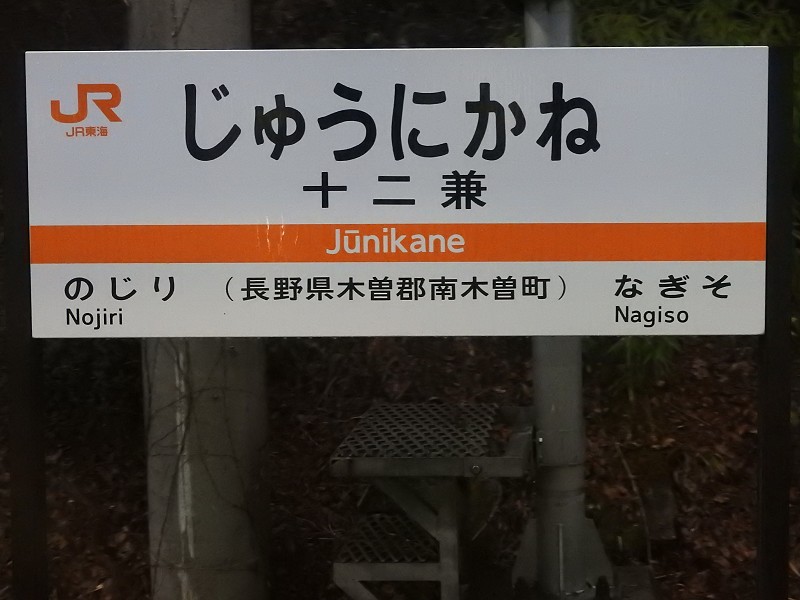 JR
JR東海
じゅうにかね
十二兼
Jūnikane
のじり （長野県木曽郡南木曽町） なぎそ
Nojiri Nagiso